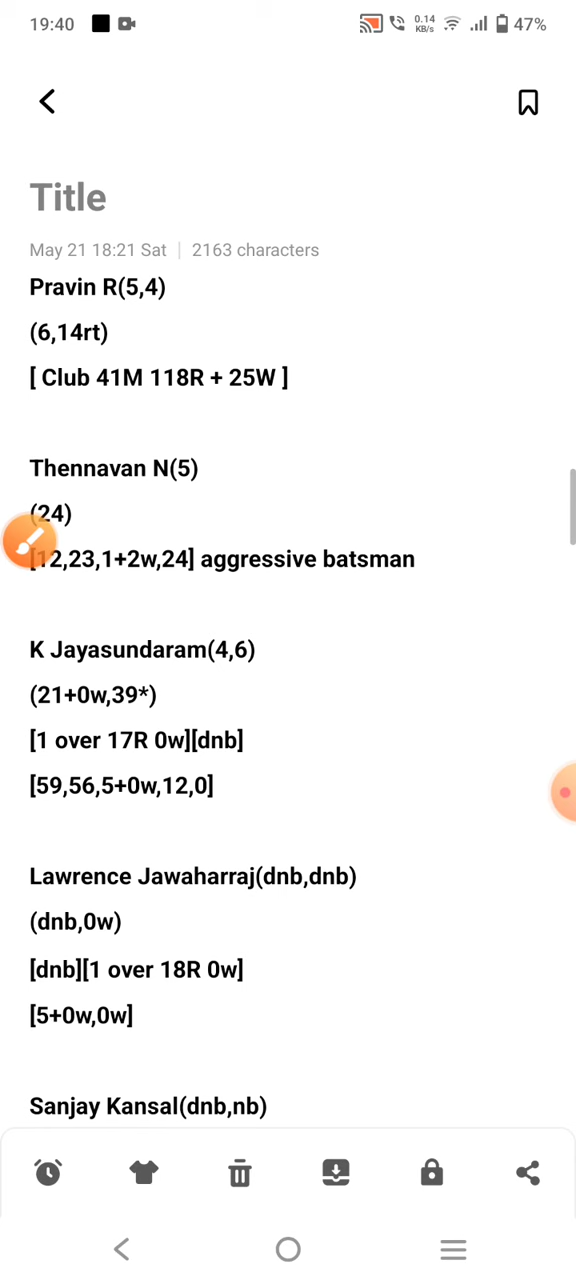 19:40 0.14 KB/s 47%
Title
May 21 18:21 Sat | 2163 characters
Pravin R(5,4)
(6,14rt)
[ Club 41M 118R + 25W ]
Thennavan N(5)
(24)
[12,23,1+2w,24] aggressive batsman
K Jayasundaram(4,6)
(21+0w,39*)
[1 over 17R 0w][dnb]
[59,56,5+0w,12,0]
Lawrence Jawaharraj(dnb,dnb)
(dnb,0w)
[dnb][1 over 18R 0w]
[5+0w,0w]
Sanjay Kansal(dnb,nb)